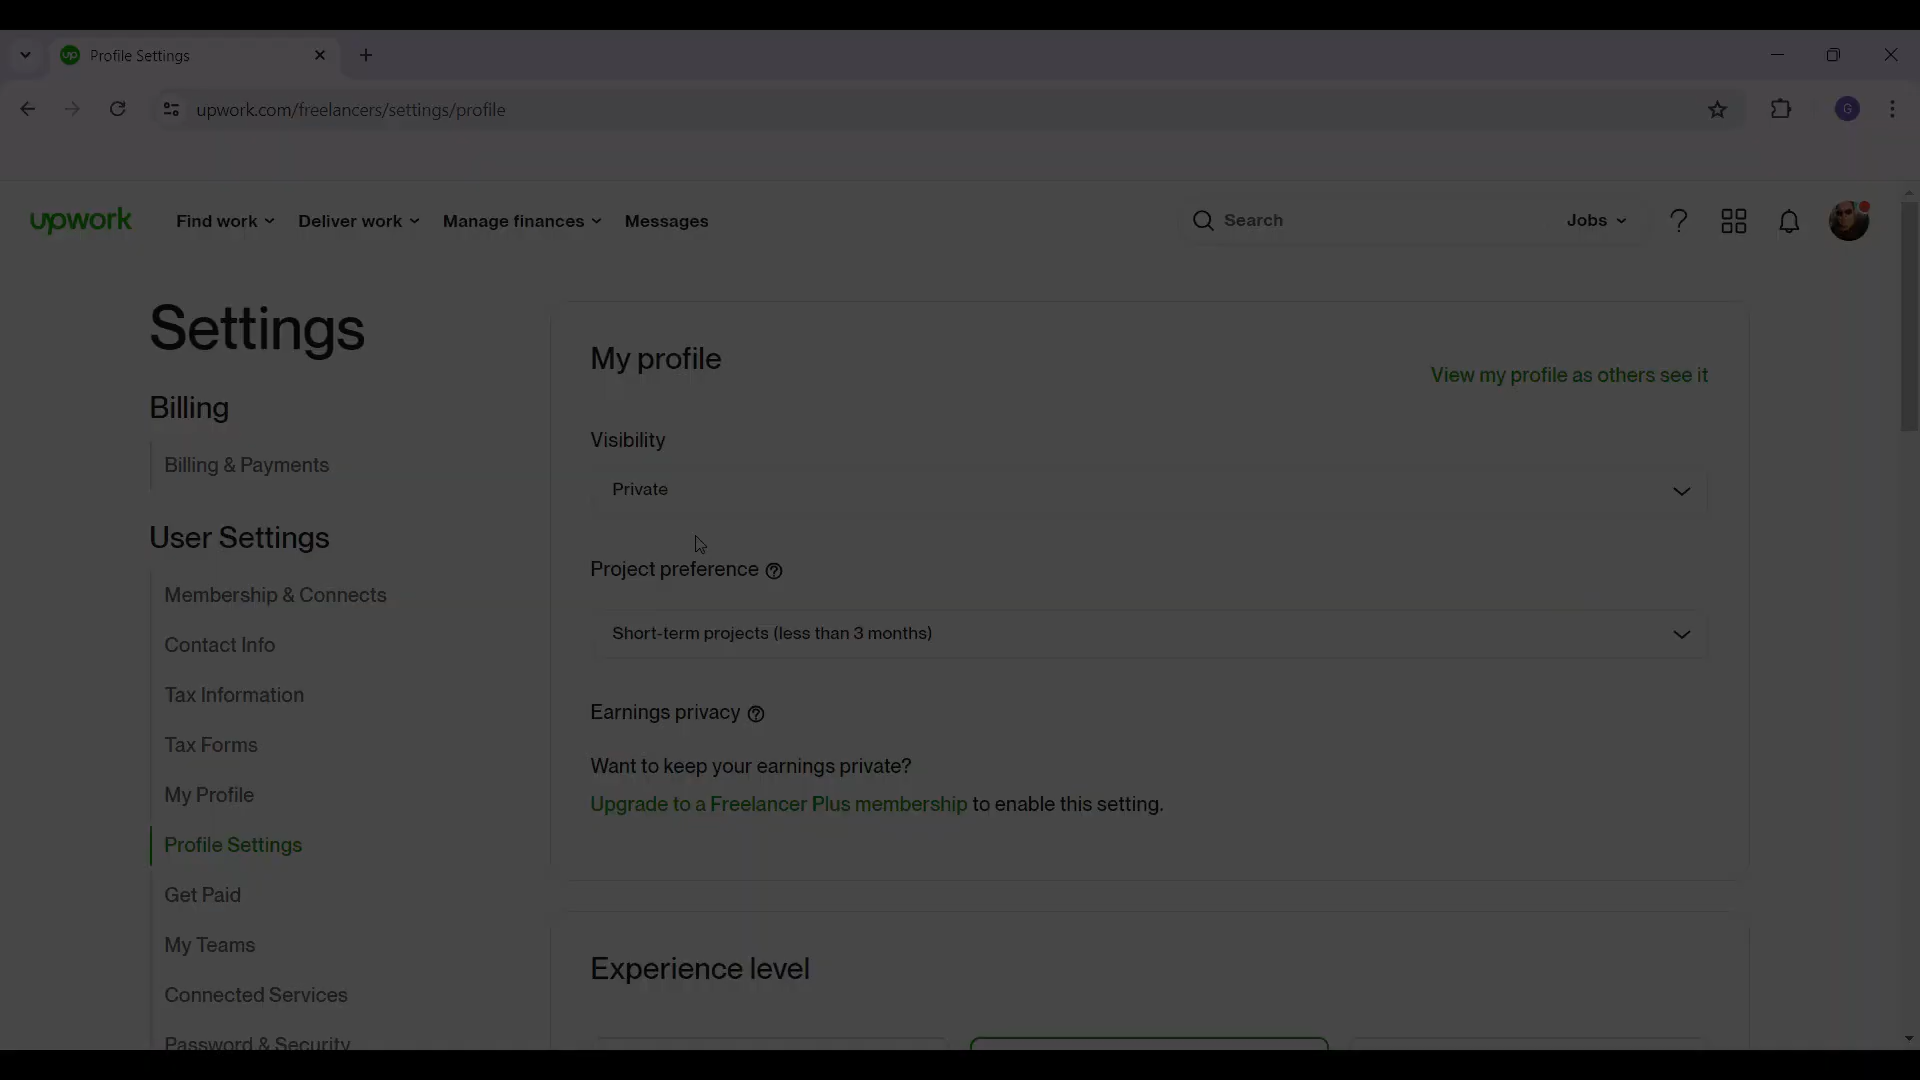 Profile Settings
upwork.com/freelancers/settings/profile
G
upwork
Find work
Deliver work
Manage finances
Messages
Search
Jobs
Settings
Billing
Billing & Payments
User Settings
Membership & Connects
Contact Info
Tax Information
Tax Forms
My Profile
Profile Settings
Get Paid
My Teams
Connected Services
Password & Security
My profile
View my profile as others see it
Visibility
Private
Project preference
Short-term projects (less than 3 months)
Earnings privacy
Want to keep your earnings private?
Upgrade to a Freelancer Plus membership to enable this setting.
Experience level